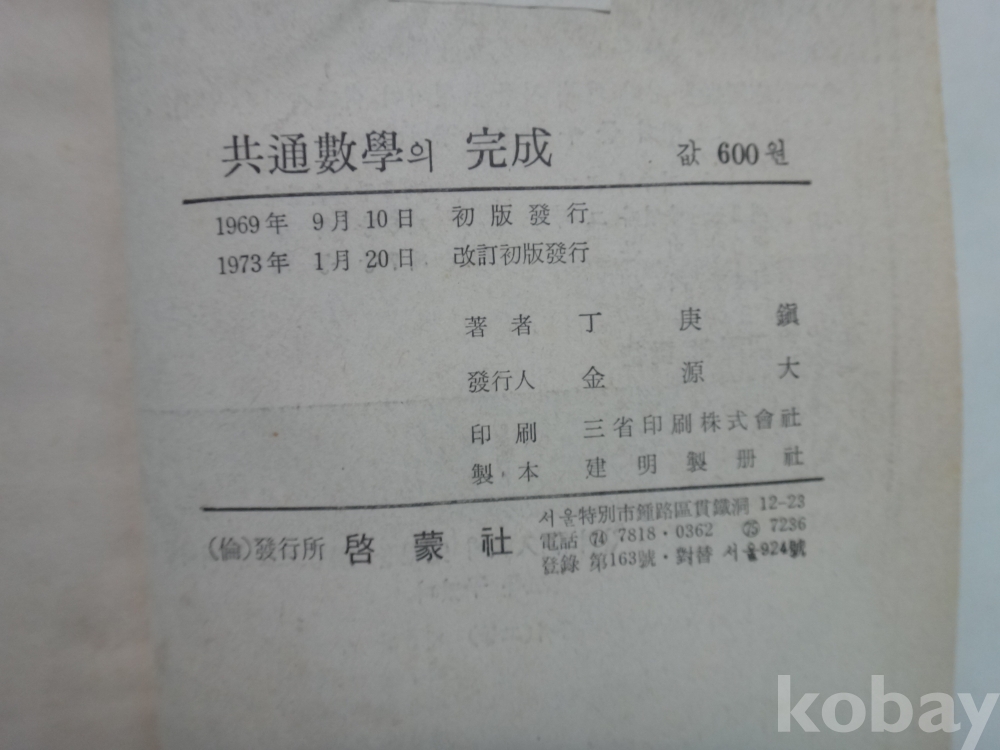 共通數學의 完成 값 600원
1969年 9月 10日 初版發行
1973年 1月 20日 改訂初版發行
著者 丁庚鎭
發行人 金源大
印刷 三省印刷株式會社
製本 建明製册社
(倫)發行所 啓蒙社
서울特別市鍾路區貫鐵洞 12-23
電話 74 7818·0362 75 7236
登錄 第163號·對替 서울924號
kobay